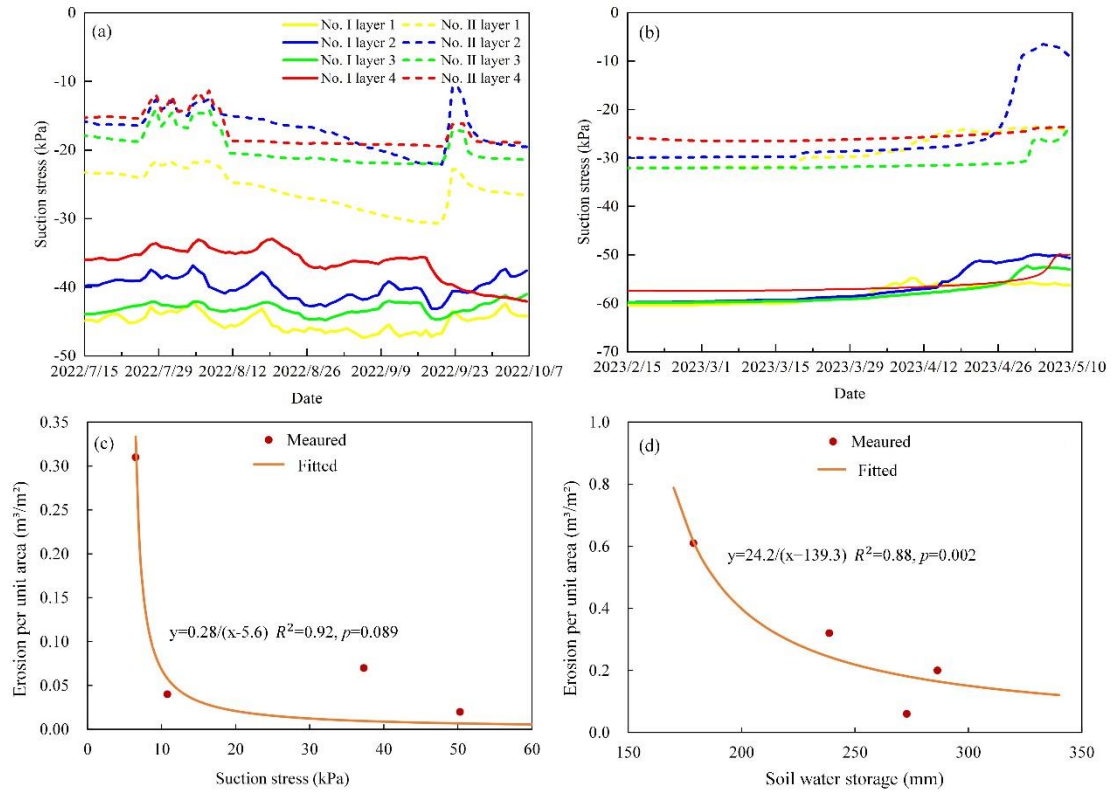 (a)
No. I layer 1
No. I layer 2
No. I layer 3
No. I layer 4
No. II layer 1
No. II layer 2
No. II layer 3
No. II layer 4
Suction stress (kPa)
0
-10
-20
-30
-40
-50
2022/7/15 2022/7/29 2022/8/12 2022/8/26 2022/9/9 2022/9/23 2022/10/7
Date
(b)
Suction stress (kPa)
0
-10
-20
-30
-40
-50
-60
-70
2023/2/15 2023/3/1 2023/3/15 2023/3/29 2023/4/12 2023/4/26 2023/5/10
Date
(c)
Meaured
Fitted
y=0.28/(x-5.6) R²=0.92, p=0.089
Erosion per unit area (m³/m²)
0.35
0.30
0.25
0.20
0.15
0.10
0.05
0.00
0 10 20 30 40 50 60
Suction stress (kPa)
(d)
Meaured
Fitted
y=24.2/(x−139.3) R²=0.88, p=0.002
Erosion per unit area (m³/m²)
1.0
0.8
0.6
0.4
0.2
0.0
150 200 250 300 350
Soil water storage (mm)